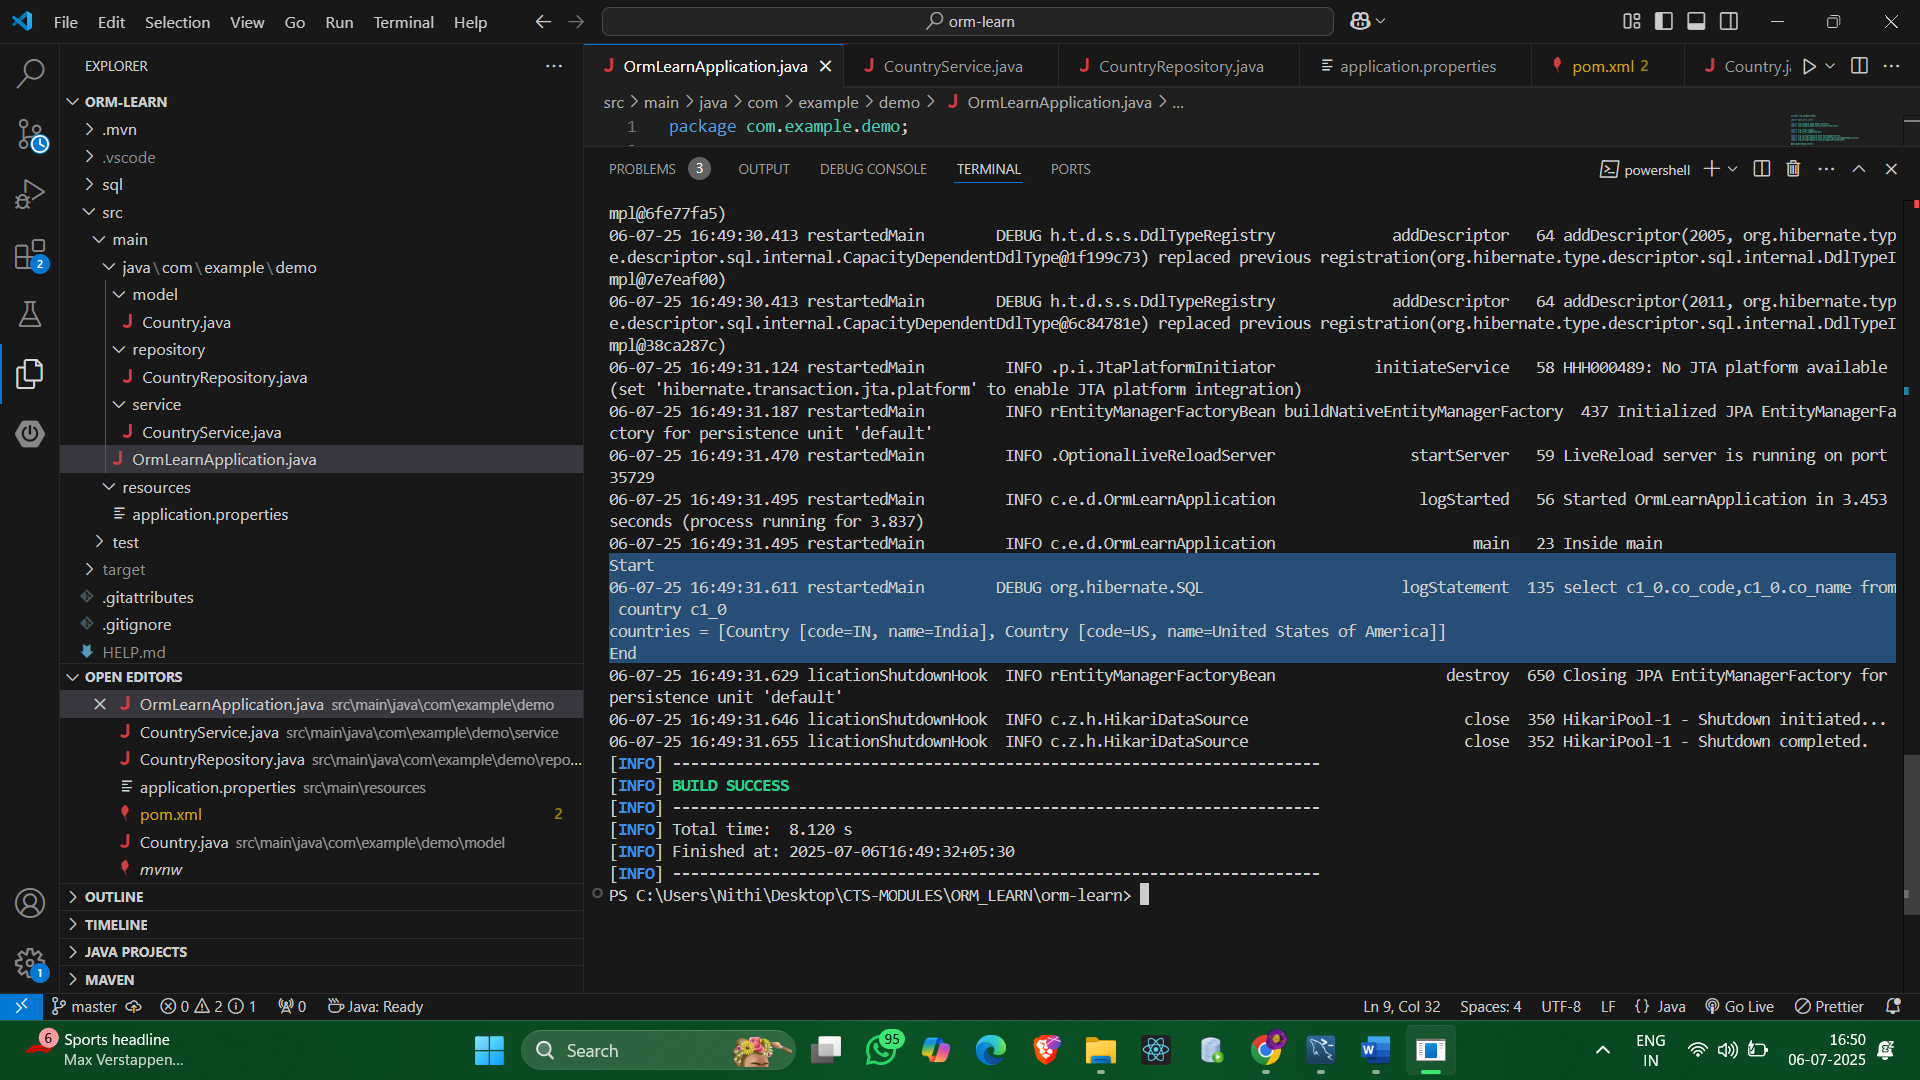 File Edit Selection View Go Run Terminal Help
orm-learn
EXPLORER
ORM-LEARN
.mvn
.vscode
sql
src
main
java\com\example\demo
model
Country.java
repository
CountryRepository.java
service
CountryService.java
OrmLearnApplication.java
resources
application.properties
test
target
.gitattributes
.gitignore
HELP.md
OPEN EDITORS
OrmLearnApplication.java src\main\java\com\example\demo
CountryService.java src\main\java\com\example\demo\service
CountryRepository.java src\main\java\com\example\demo\repo...
application.properties src\main\resources
pom.xml 2
Country.java src\main\java\com\example\demo\model
mvnw
OUTLINE
TIMELINE
JAVA PROJECTS
MAVEN
2
1
OrmLearnApplication.java CountryService.java CountryRepository.java application.properties pom.xml 2 Country.j
src > main > java > com > example > demo > OrmLearnApplication.java > ...
1 package com.example.demo;
PROBLEMS 3 OUTPUT DEBUG CONSOLE TERMINAL PORTS powershell
mpl@6fe77fa5)
06-07-25 16:49:30.413 restartedMain DEBUG h.t.d.s.s.DdlTypeRegistry addDescriptor 64 addDescriptor(2005, org.hibernate.typ
e.descriptor.sql.internal.CapacityDependentDdlType@1f199c73) replaced previous registration(org.hibernate.type.descriptor.sql.internal.DdlTypeI
mpl@7e7eaf00)
06-07-25 16:49:30.413 restartedMain DEBUG h.t.d.s.s.DdlTypeRegistry addDescriptor 64 addDescriptor(2011, org.hibernate.typ
e.descriptor.sql.internal.CapacityDependentDdlType@6c84781e) replaced previous registration(org.hibernate.type.descriptor.sql.internal.DdlTypeI
mpl@38ca287c)
06-07-25 16:49:31.124 restartedMain INFO .p.i.JtaPlatformInitiator initiateService 58 HHH000489: No JTA platform available
(set 'hibernate.transaction.jta.platform' to enable JTA platform integration)
06-07-25 16:49:31.187 restartedMain INFO rEntityManagerFactoryBean buildNativeEntityManagerFactory 437 Initialized JPA EntityManagerFa
ctory for persistence unit 'default'
06-07-25 16:49:31.470 restartedMain INFO .OptionalLiveReloadServer startServer 59 LiveReload server is running on port
35729
06-07-25 16:49:31.495 restartedMain INFO c.e.d.OrmLearnApplication logStarted 56 Started OrmLearnApplication in 3.453
seconds (process running for 3.837)
06-07-25 16:49:31.495 restartedMain INFO c.e.d.OrmLearnApplication main 23 Inside main
Start
06-07-25 16:49:31.611 restartedMain DEBUG org.hibernate.SQL logStatement 135 select c1_0.co_code,c1_0.co_name from
country c1_0
countries = [Country [code=IN, name=India], Country [code=US, name=United States of America]]
End
06-07-25 16:49:31.629 licationShutdownHook INFO rEntityManagerFactoryBean destroy 650 Closing JPA EntityManagerFactory for
persistence unit 'default'
06-07-25 16:49:31.646 licationShutdownHook INFO c.z.h.HikariDataSource close 350 HikariPool-1 - Shutdown initiated...
06-07-25 16:49:31.655 licationShutdownHook INFO c.z.h.HikariDataSource close 352 HikariPool-1 - Shutdown completed.
[INFO] ------------------------------------------------------------------------
[INFO] BUILD SUCCESS
[INFO] ------------------------------------------------------------------------
[INFO] Total time:  8.120 s
[INFO] Finished at: 2025-07-06T16:49:32+05:30
[INFO] ------------------------------------------------------------------------
PS C:\Users\Nithi\Desktop\CTS-MODULES\ORM_LEARN\orm-learn>
master 0 2 1 0 Java: Ready Ln 9, Col 32 Spaces: 4 UTF-8 LF {} Java Go Live Prettier
6 Sports headline
Max Verstappen...
Search
95
ENG
IN
16:50
06-07-2025